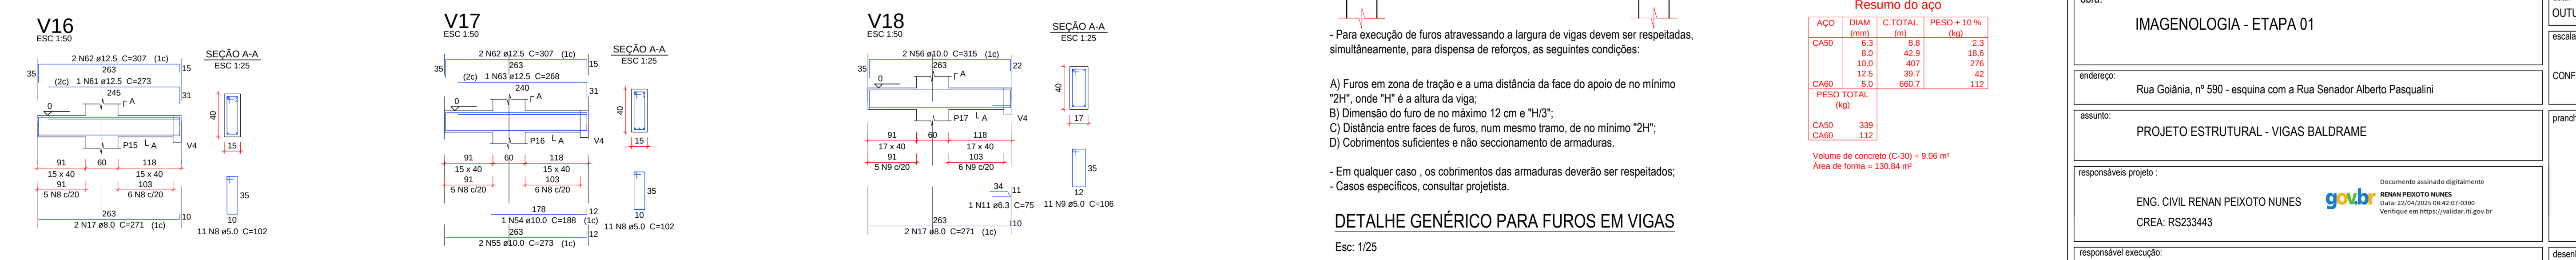 V16
ESC 1:50
2 N62 ø12.5 C=307 (1c)
35
263
15
(2c) 1 N61 ø12.5 C=273
245
31
0
A
P15
A
V4
91
60
118
15 x 40
15 x 40
91
103
5 N8 c/20
6 N8 c/20
263
10
2 N17 ø8.0 C=271 (1c)
SEÇÃO A-A
ESC 1:25
40
15
35
10
11 N8 ø5.0 C=102
V17
ESC 1:50
2 N62 ø12.5 C=307 (1c)
35
263
15
(2c) 1 N63 ø12.5 C=268
240
31
0
A
P16
A
V4
91
60
118
15 x 40
15 x 40
91
103
5 N8 c/20
6 N8 c/20
178
12
1 N54 ø10.0 C=188 (1c)
263
12
2 N55 ø10.0 C=273 (1c)
SEÇÃO A-A
ESC 1:25
40
15
35
10
11 N8 ø5.0 C=102
V18
ESC 1:50
2 N56 ø10.0 C=315 (1c)
35
263
22
0
A
P17
A
V4
91
60
118
17 x 40
17 x 40
91
103
5 N9 c/20
6 N9 c/20
34
11
1 N11 ø6.3 C=75
263
10
2 N17 ø8.0 C=271 (1c)
SEÇÃO A-A
ESC 1:25
40
17
35
12
11 N9 ø5.0 C=106
- Para execução de furos atravessando a largura de vigas devem ser respeitadas,
simultâneamente, para dispensa de reforços, as seguintes condições:
A) Furos em zona de tração e a uma distância da face do apoio de no mínimo
"2H", onde "H" é a altura da viga;
B) Dimensão do furo de no máximo 12 cm e "H/3";
C) Distância entre faces de furos, num mesmo tramo, de no mínimo "2H";
D) Cobrimentos suficientes e não seccionamento de armaduras.
- Em qualquer caso , os cobrimentos das armaduras deverão ser respeitados;
- Casos específicos, consultar projetista.
DETALHE GENÉRICO PARA FUROS EM VIGAS
Esc: 1/25
Resumo do aço
AÇO DIAM C.TOTAL PESO + 10 %
(mm) (m) (kg)
CA50 6.3 8.8 2.3
8.0 42.9 18.6
10.0 407 276
12.5 39.7 42
CA60 5.0 660.7 112
PESO TOTAL
(kg)
CA50 339
CA60 112
Volume de concreto (C-30) = 9.06 m³
Área de forma = 130.84 m²
obra:
IMAGENOLOGIA - ETAPA 01
endereço:
Rua Goiânia, nº 590 - esquina com a Rua Senador Alberto Pasqualini
assunto:
PROJETO ESTRUTURAL - VIGAS BALDRAME
responsáveis projeto :
ENG. CIVIL RENAN PEIXOTO NUNES
CREA: RS233443
gov.br
Documento assinado digitalmente
RENAN PEIXOTO NUNES
Data: 22/04/2025 08:42:07-0300
Verifique em https://validar.iti.gov.br
responsável execução:
OUTU
escala
CONF
pranch
desenh